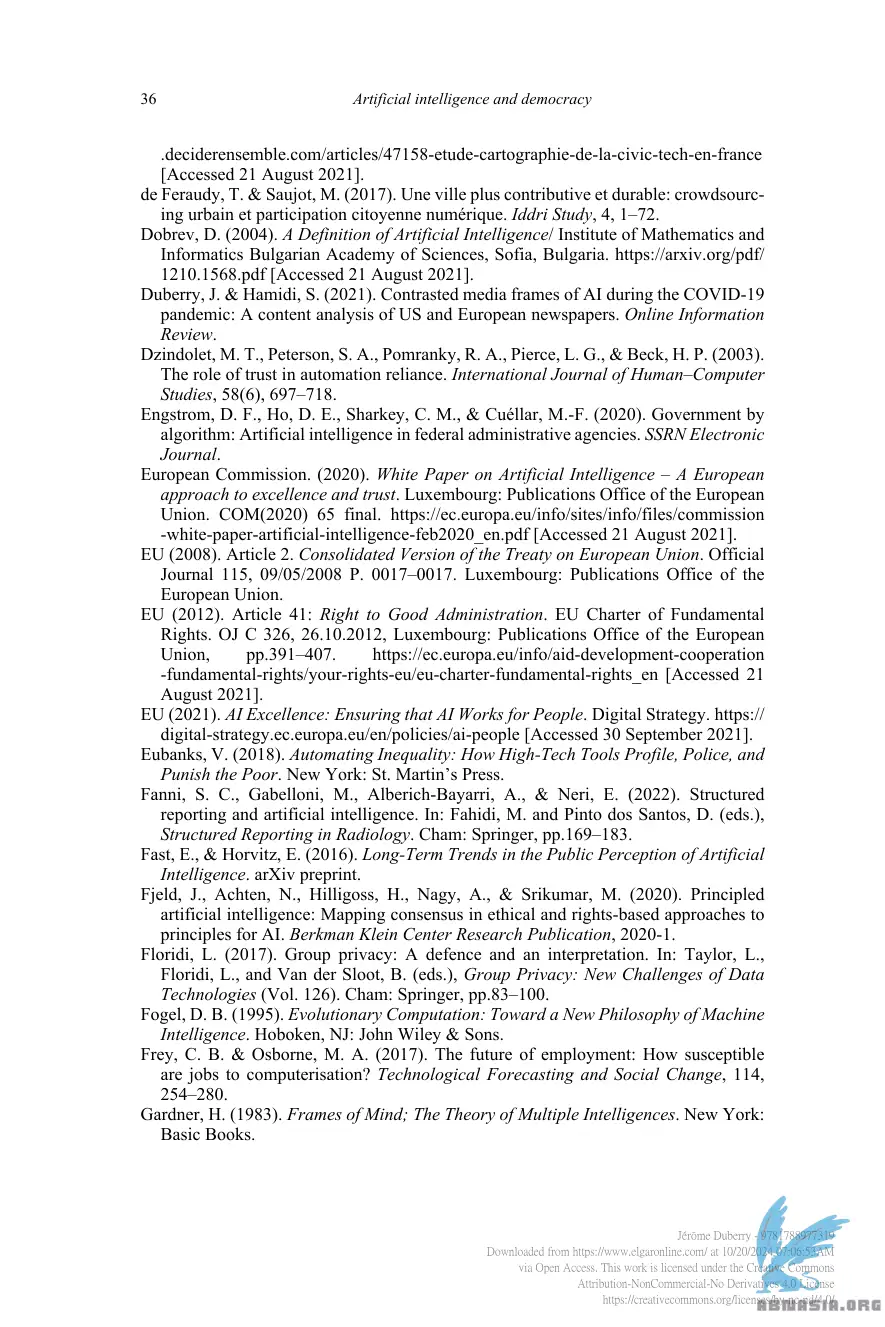 36
Artificial intelligence and democracy
.deciderensemble.com/articles/47158-etude-cartographie-de-la-civic-tech-en-france
[Accessed 21 August 2021].
de Feraudy, T. & Saujot, M. (2017). Une ville plus contributive et durable: crowdsourc-
ing urbain et participation citoyenne numérique. Iddri Study, 4, 1–72.
Dobrev, D. (2004). A Definition of Artificial Intelligence/ Institute of Mathematics and
Informatics Bulgarian Academy of Sciences, Sofia, Bulgaria. https://arxiv.org/pdf/
1210.1568.pdf [Accessed 21 August 2021].
Duberry, J. & Hamidi, S. (2021). Contrasted media frames of AI during the COVID-19
pandemic: A content analysis of US and European newspapers. Online Information
Review.
Dzindolet, M. T., Peterson, S. A., Pomranky, R. A., Pierce, L. G., & Beck, H. P. (2003).
The role of trust in automation reliance. International Journal of Human–Computer
Studies, 58(6), 697–718.
Engstrom, D. F., Ho, D. E., Sharkey, C. M., & Cuéllar, M.-F. (2020). Government by
algorithm: Artificial intelligence in federal administrative agencies. SSRN Electronic
Journal.
European Commission. (2020). White Paper on Artificial Intelligence – A European
approach to excellence and trust. Luxembourg: Publications Office of the European
Union. COM(2020) 65 final. https://ec.europa.eu/info/sites/info/files/commission
-white-paper-artificial-intelligence-feb2020_en.pdf [Accessed 21 August 2021].
EU (2008). Article 2. Consolidated Version of the Treaty on European Union. Official
Journal 115, 09/05/2008 P. 0017–0017. Luxembourg: Publications Office of the
European Union.
EU (2012). Article 41: Right to Good Administration. EU Charter of Fundamental
Rights. OJ C 326, 26.10.2012, Luxembourg: Publications Office of the European
Union, pp.391–407. https://ec.europa.eu/info/aid-development-cooperation
-fundamental-rights/your-rights-eu/eu-charter-fundamental-rights_en [Accessed 21
August 2021].
EU (2021). AI Excellence: Ensuring that AI Works for People. Digital Strategy. https://
digital-strategy.ec.europa.eu/en/policies/ai-people [Accessed 30 September 2021].
Eubanks, V. (2018). Automating Inequality: How High-Tech Tools Profile, Police, and
Punish the Poor. New York: St. Martin’s Press.
Fanni, S. C., Gabelloni, M., Alberich-Bayarri, A., & Neri, E. (2022). Structured
reporting and artificial intelligence. In: Fahidi, M. and Pinto dos Santos, D. (eds.),
Structured Reporting in Radiology. Cham: Springer, pp.169–183.
Fast, E., & Horvitz, E. (2016). Long-Term Trends in the Public Perception of Artificial
Intelligence. arXiv preprint.
Fjeld, J., Achten, N., Hilligoss, H., Nagy, A., & Srikumar, M. (2020). Principled
artificial intelligence: Mapping consensus in ethical and rights-based approaches to
principles for AI. Berkman Klein Center Research Publication, 2020-1.
Floridi, L. (2017). Group privacy: A defence and an interpretation. In: Taylor, L.,
Floridi, L., and Van der Sloot, B. (eds.), Group Privacy: New Challenges of Data
Technologies (Vol. 126). Cham: Springer, pp.83–100.
Fogel, D. B. (1995). Evolutionary Computation: Toward a New Philosophy of Machine
Intelligence. Hoboken, NJ: John Wiley & Sons.
Frey, C. B. & Osborne, M. A. (2017). The future of employment: How susceptible
are jobs to computerisation? Technological Forecasting and Social Change, 114,
254–280.
Gardner, H. (1983). Frames of Mind; The Theory of Multiple Intelligences. New York:
Basic Books.
Jérôme Duberry - 9781788977319
Downloaded from https://www.elgaronline.com/ at 10/20/2024 07:06:53AM
via Open Access. This work is licensed under the Creative Commons
Attribution-NonCommercial-No Derivatives 4.0 License
https://creativecommons.org/licenses/by-nc-nd/4.0/
ABNASIA.ORG